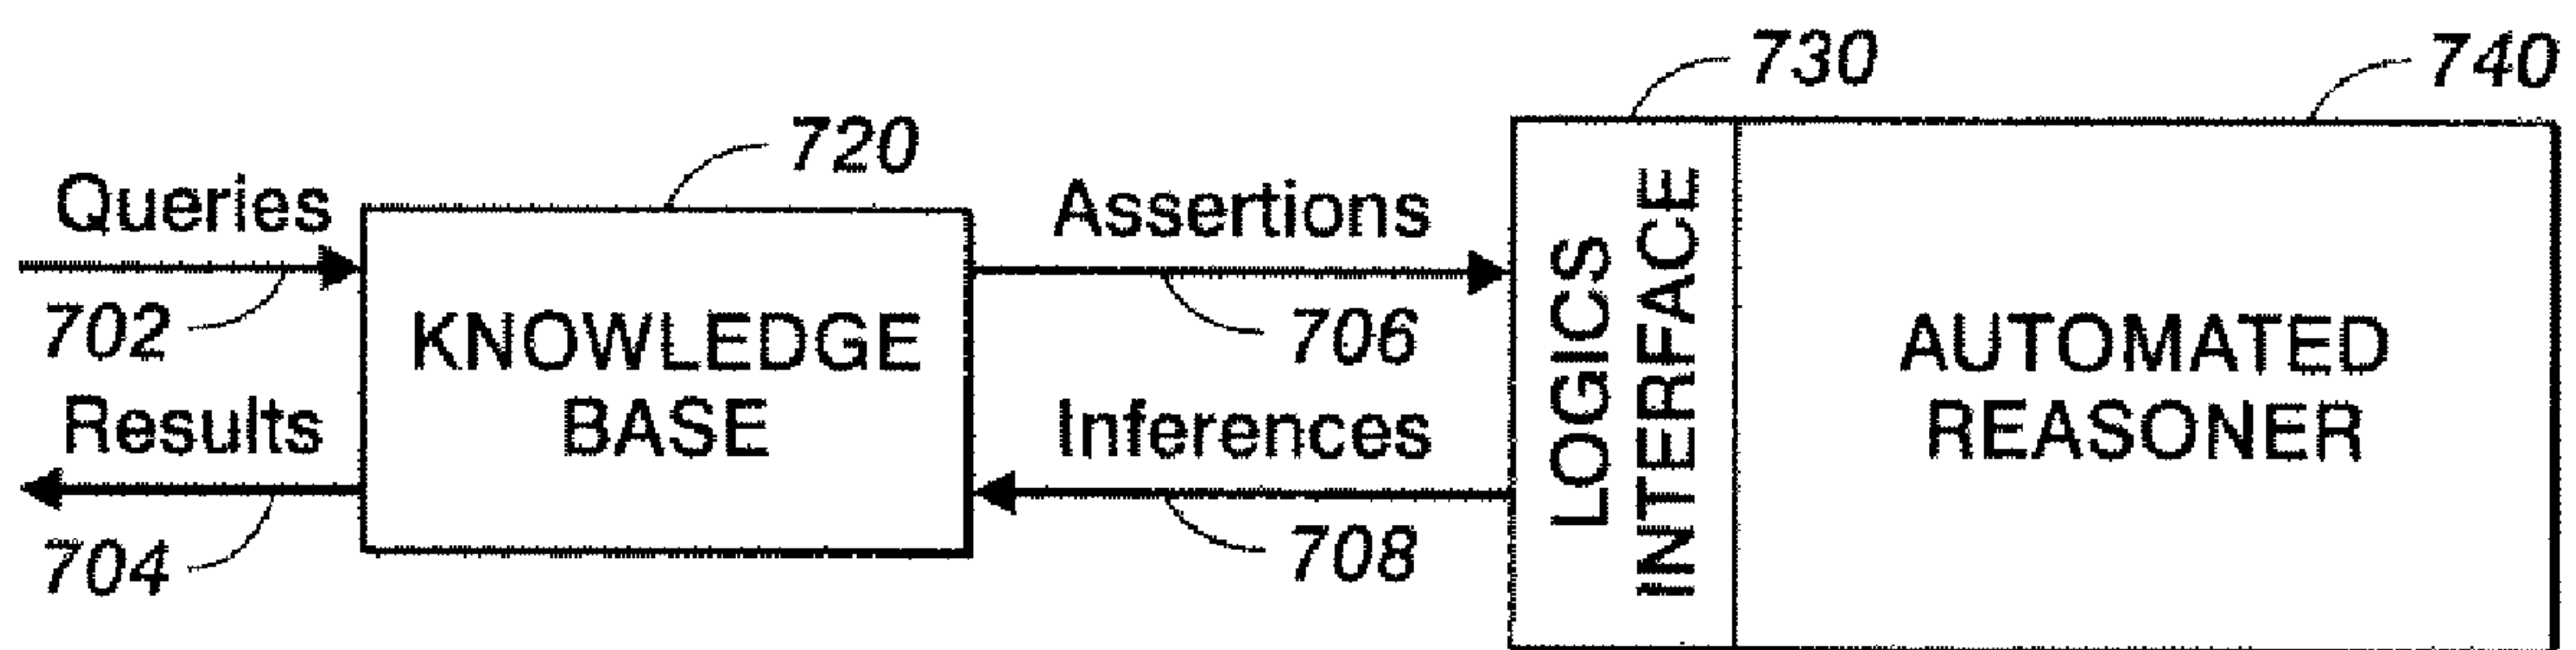 730
740
720
Queries
Assertions
702
KNOWLEDGE
BASE
706
LOGICS
INTERFACE
AUTOMATED
REASONER
Results
Inferences
704
708